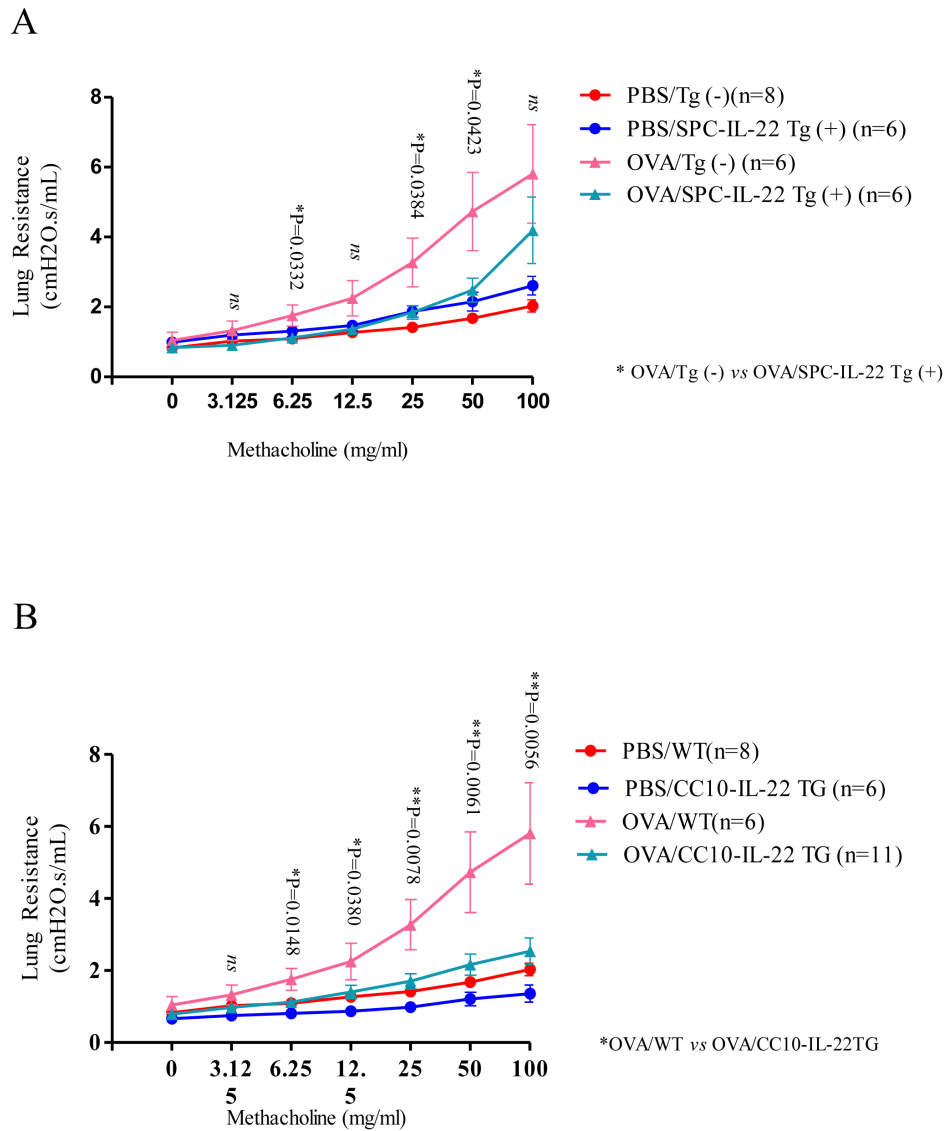 A
*P=0.0423
ns
*P=0.0384
*P=0.0332
ns
ns
8
6
4
2
0
Lung Resistance
(cmH2O.s/mL)
0 3.125 6.25 12.5 25 50 100
Methacholine (mg/ml)
PBS/Tg (-)(n=8)
PBS/SPC-IL-22 Tg (+) (n=6)
OVA/Tg (-) (n=6)
OVA/SPC-IL-22 Tg (+) (n=6)
* OVA/Tg (-) vs OVA/SPC-IL-22 Tg (+)
B
**P=0.0056
**P=0.0061
**P=0.0078
*P=0.0380
*P=0.0148
ns
8
6
4
2
0
Lung Resistance
(cmH2O.s/mL)
0 3.12 6.25 12. 25 50 100
5 5
Methacholine (mg/ml)
PBS/WT(n=8)
PBS/CC10-IL-22 TG (n=6)
OVA/WT(n=6)
OVA/CC10-IL-22 TG (n=11)
*OVA/WT vs OVA/CC10-IL-22TG